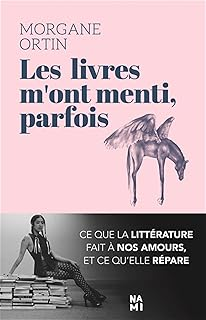 MORGANE
ORTIN
Les livres
m'ont menti,
parfois
CE QUE LA LITTÉRATURE
FAIT À NOS AMOURS,
ET CE QU'ELLE RÉPARE
NA
MI